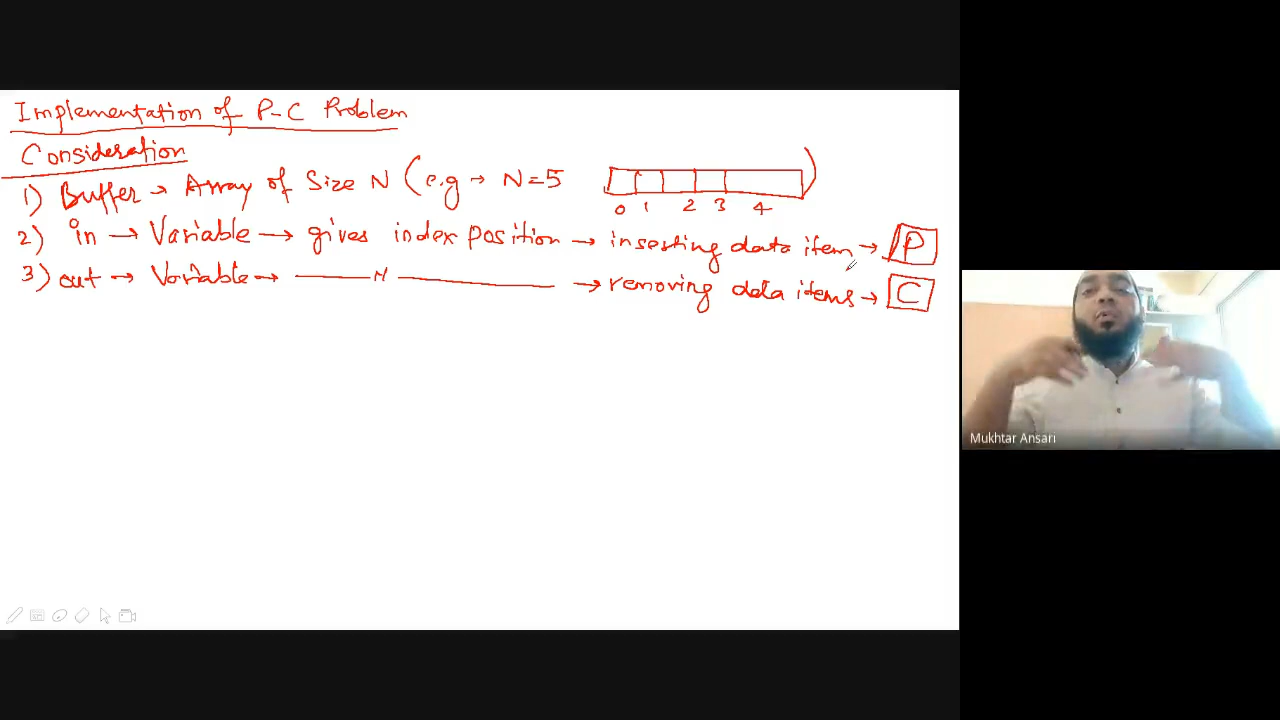 Implementation of P-C Problem
Consideration
1) Buffer → Array of Size N (e.g → N=5 )
0 1 2 3 4
2) in → Variable → gives index position → inserting data item → P
3) out → Variable → ——— 〃 ——— → removing data items → C
Mukhtar Ansari